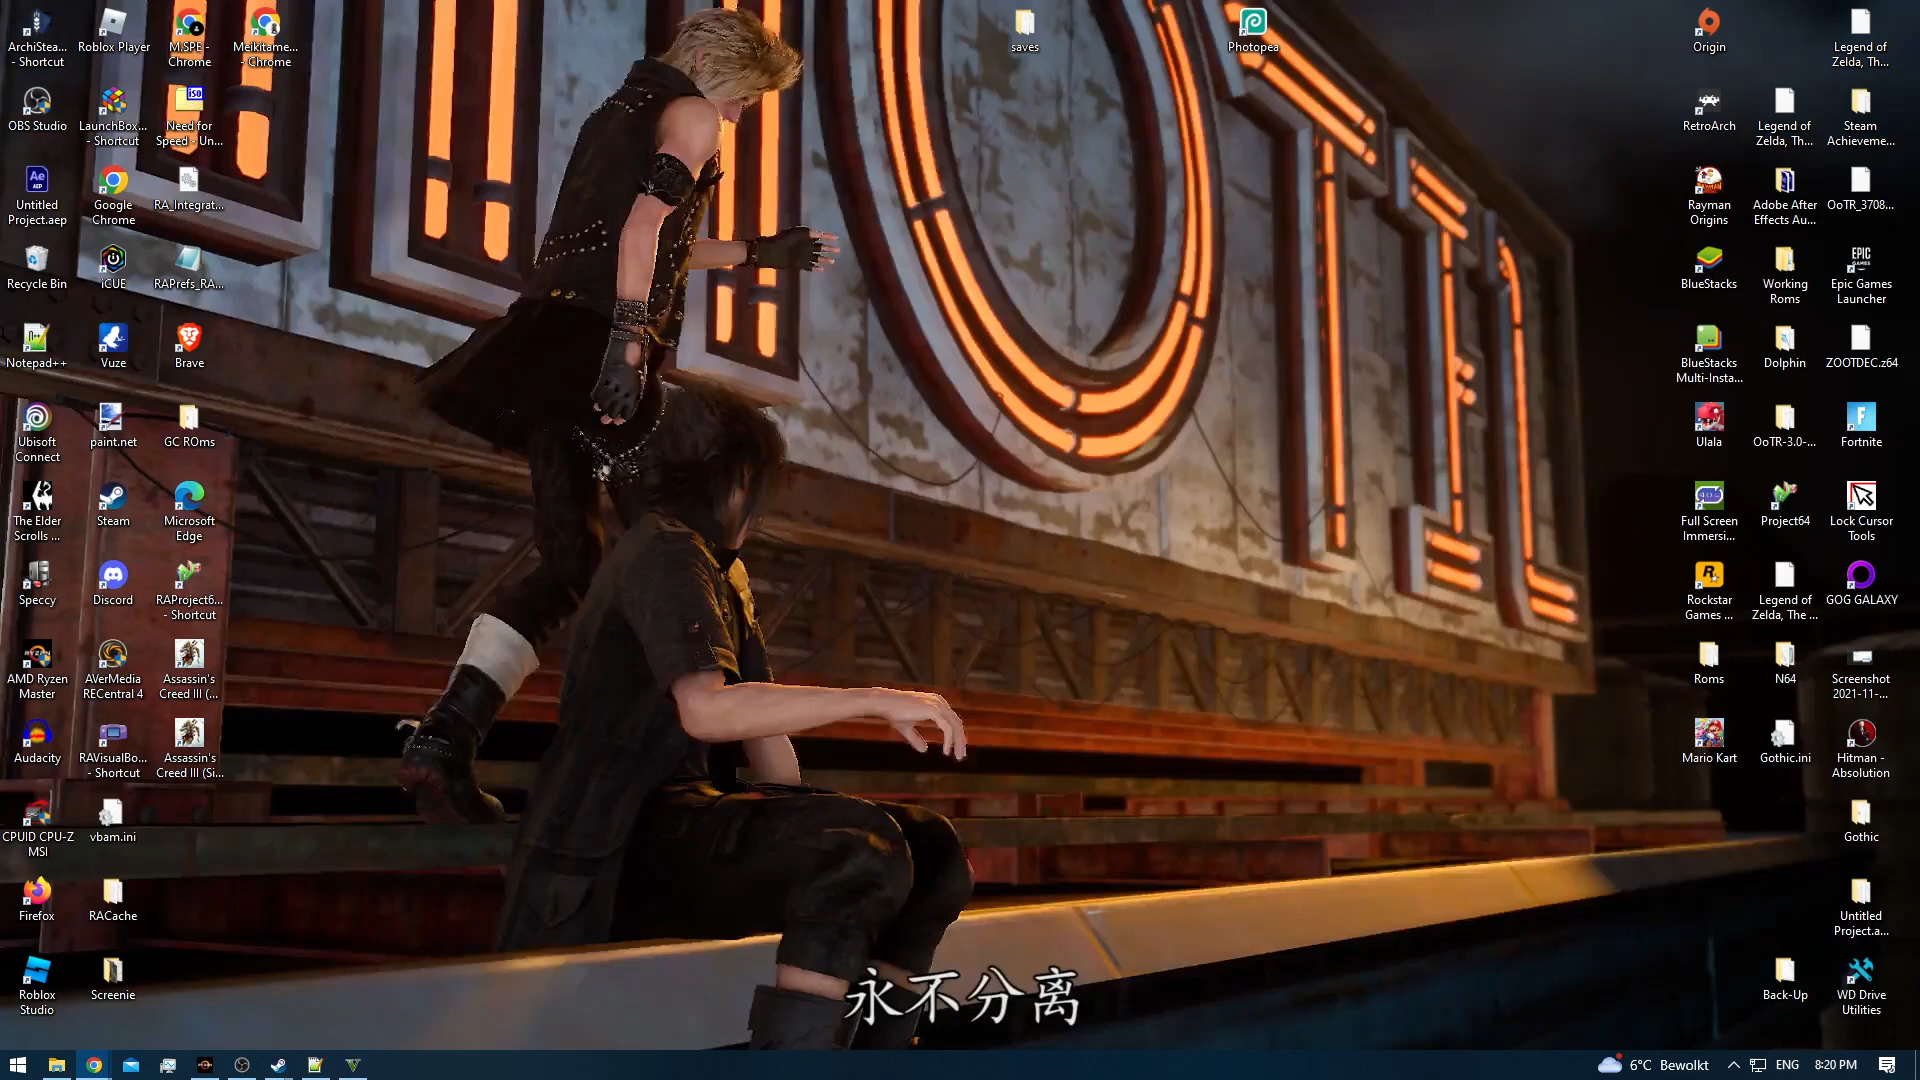 ArchiStea...
- Shortcut
Roblox Player
M.SPE -
Chrome
Meikitame...
- Chrome
saves
Photopea
Origin
Legend of
Zelda, Th...
OBS Studio
LaunchBox...
- Shortcut
ISO
Need for
Speed - Un...
RetroArch
Legend of
Zelda, Th...
Steam
Achieveme...
Ae
AEP
Untitled
Project.aep
Google
Chrome
RA_Integrat...
Rayman
Origins
Adobe After
Effects Au...
OoTR_3708...
Recycle Bin
iCUE
RAPrefs_RA...
BlueStacks
Working
Roms
EPIC
GAMES
Epic Games
Launcher
Notepad++
Vuze
Brave
BlueStacks
Multi-Insta...
Dolphin
ZOOTDEC.z64
Ubisoft
Connect
paint.net
GC ROms
Ulala
OoTR-3.0-...
F
Fortnite
The Elder
Scrolls ...
Steam
Microsoft
Edge
Full Screen
Immersi...
Project64
Lock Cursor
Tools
Speccy
Discord
RAProject6...
- Shortcut
R
Rockstar
Games ...
Legend of
Zelda, The ...
GOG GALAXY
RYZEN
AMD Ryzen
Master
AVerMedia
RECentral 4
Assassin's
Creed III (...
Roms
N64
Screenshot
2021-11-...
Audacity
RAVisualBo...
- Shortcut
Assassin's
Creed III (Si...
Mario Kart
Gothic.ini
Hitman -
Absolution
CPUID CPU-Z
MSI
vbam.ini
Gothic
Firefox
RACache
Untitled
Project.a...
Roblox
Studio
Screenie
Back-Up
WD Drive
Utilities
永不分离
6°C Bewolkt
ENG
8:20 PM